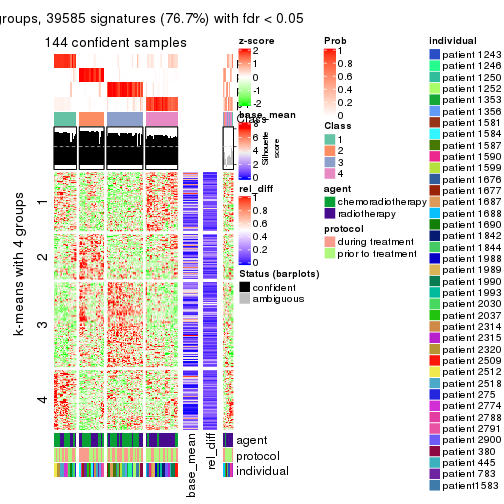 groups, 39585 signatures (76.7%) with fdr < 0.05
144 confident samples
k-means with 4 groups
1
2
3
4
base_mean
rel_diff
agent
protocol
individual
z-score
2
1
0
-1
-2
base_mean
8
6
4
2
0
Silhouette
score
rel_diff
1
0.8
0.6
0.4
0.2
0
Status (barplots)
confident
ambiguous
Prob
1
0.8
0.6
0.4
0.2
0
Class
1
2
3
4
agent
chemoradiotherapy
radiotherapy
protocol
during treatment
prior to treatment
individual
patient 1243
patient 1246
patient 1250
patient 1252
patient 1353
patient 1356
patient 1581
patient 1584
patient 1587
patient 1590
patient 1599
patient 1676
patient 1677
patient 1687
patient 1688
patient 1690
patient 1842
patient 1844
patient 1988
patient 1989
patient 1990
patient 1993
patient 2030
patient 2037
patient 2314
patient 2315
patient 2320
patient 2509
patient 2512
patient 2518
patient 275
patient 2774
patient 2788
patient 2791
patient 2900
patient 380
patient 445
patient 783
patient1583